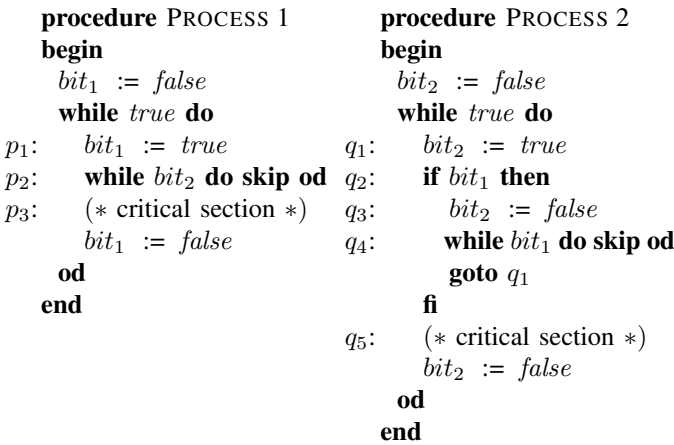 procedure PROCESS 1
begin
bit₁ := false
while true do
p₁: bit₁ := true
p₂: while bit₂ do skip od
p₃: (∗ critical section ∗)
bit₁ := false
od
end
procedure PROCESS 2
begin
bit₂ := false
while true do
q₁: bit₂ := true
q₂: if bit₁ then
q₃: bit₂ := false
q₄: while bit₁ do skip od
goto q₁
fi
q₅: (∗ critical section ∗)
bit₂ := false
od
end